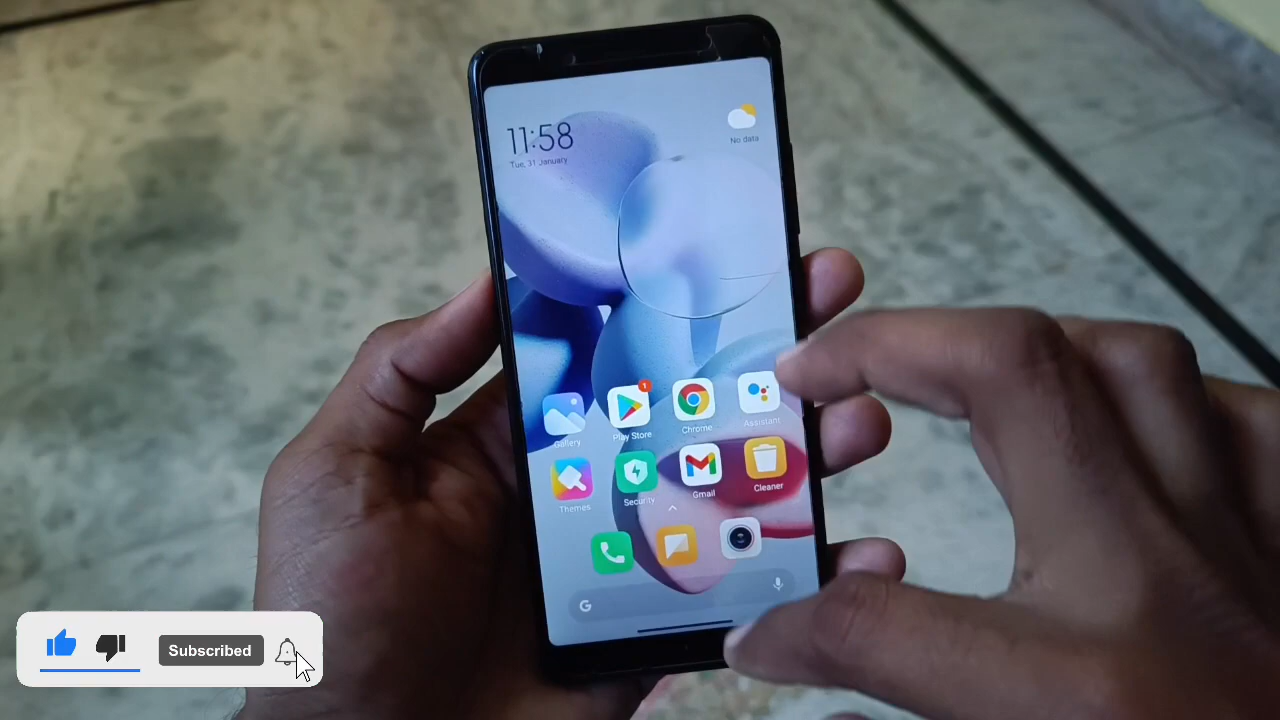 11:58
Tue, 31 January
No data
Gallery
Play Store
1
Chrome
Assistant
Themes
Security
Gmail
Cleaner
G
Subscribed